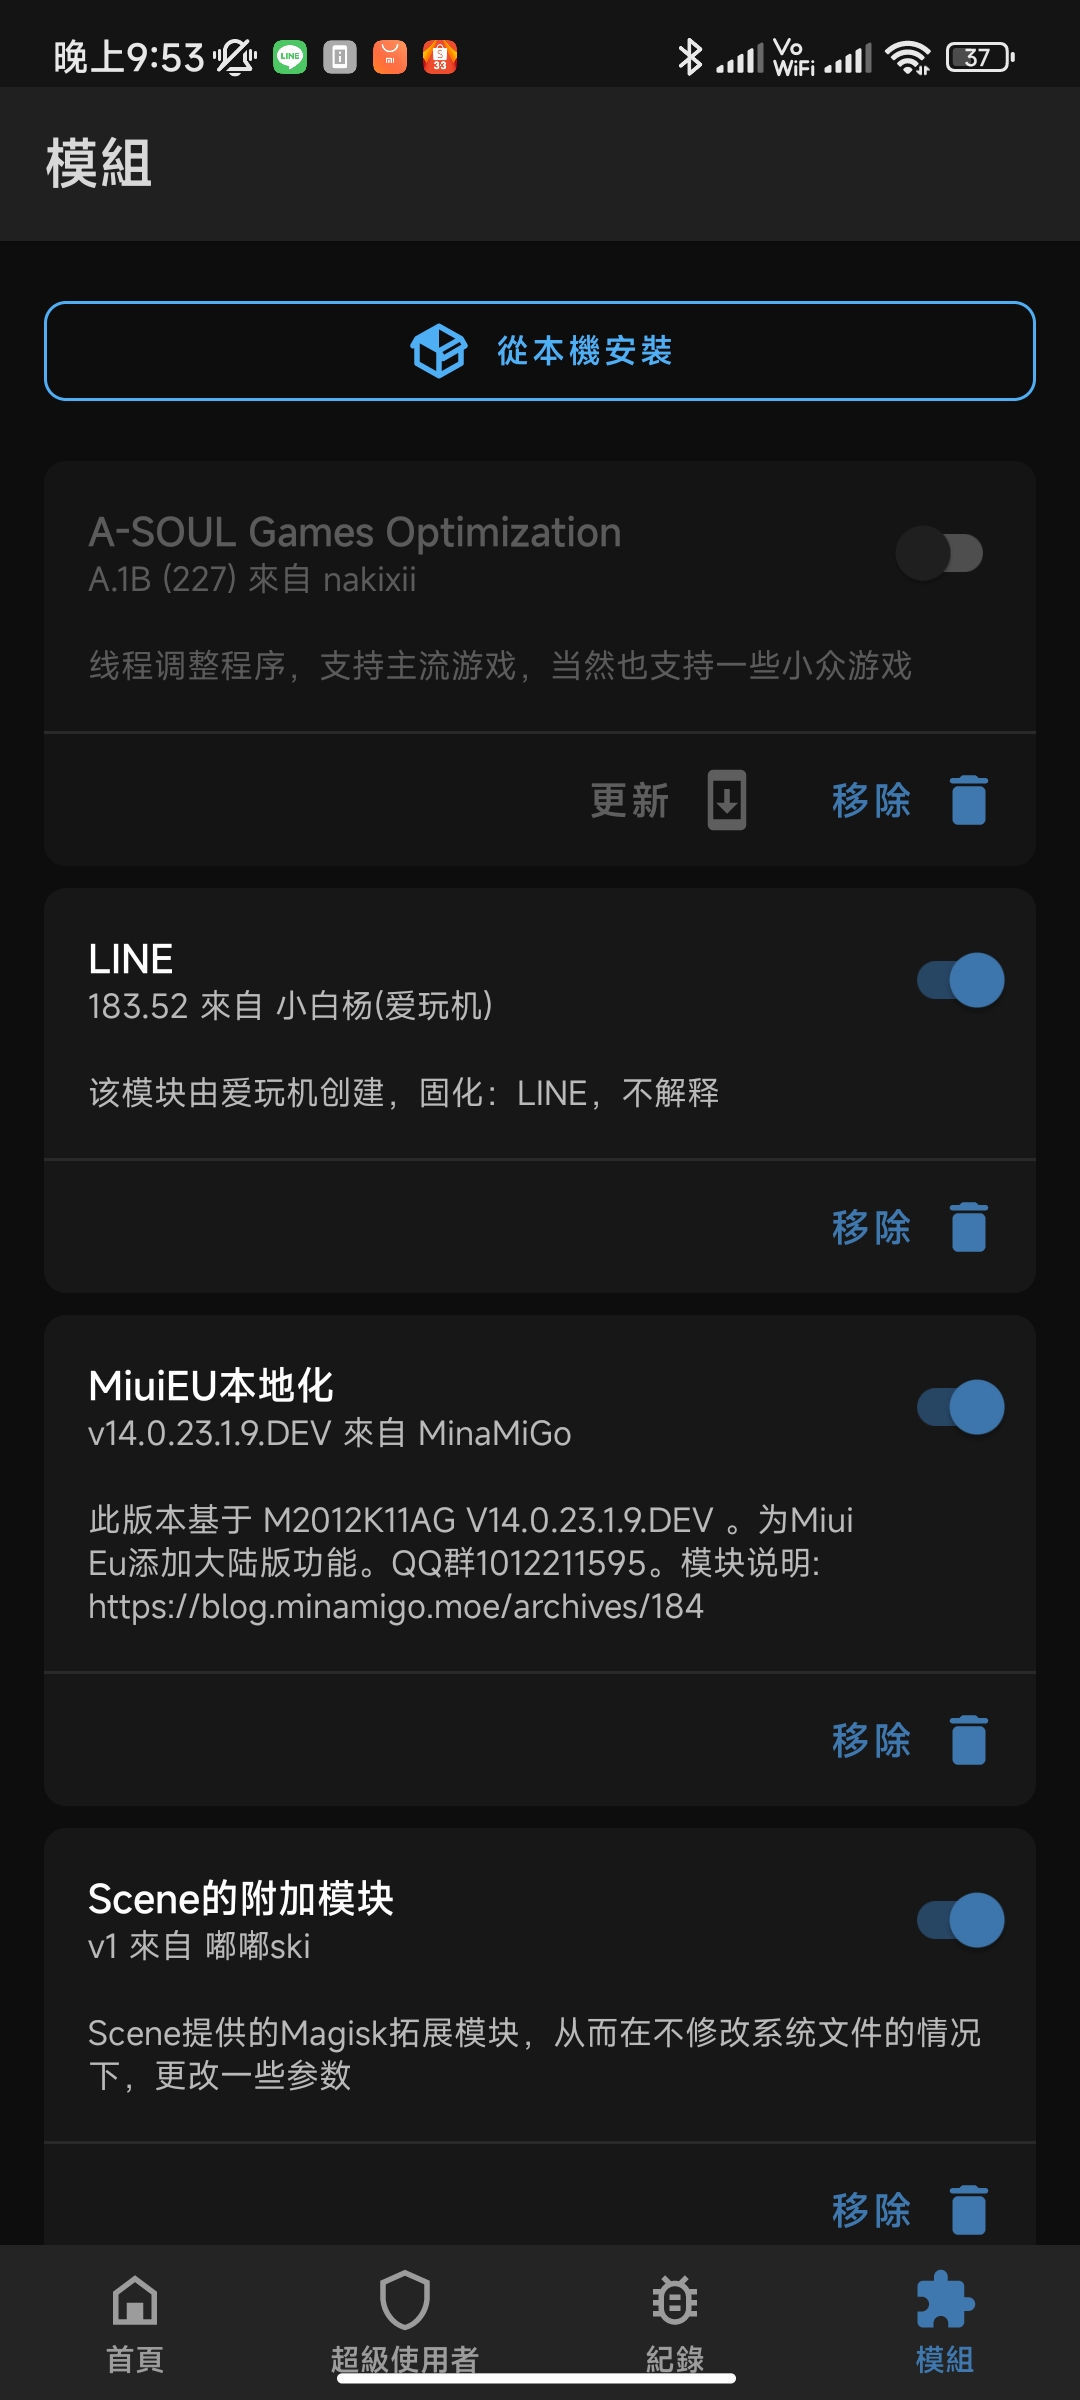 晚上9:53
LINE
33
Vo
WiFi
37
模組
從本機安裝
A-SOUL Games Optimization
A.1B (227) 來自 nakixii
线程调整程序，支持主流游戏，当然也支持一些小众游戏
更新
移除
LINE
183.52 來自 小白杨(爱玩机)
该模块由爱玩机创建，固化：LINE，不解释
移除
MiuiEU本地化
v14.0.23.1.9.DEV 來自 MinaMiGo
此版本基于 M2012K11AG V14.0.23.1.9.DEV 。为Miui
Eu添加大陆版功能。QQ群1012211595。模块说明:
https://blog.minamigo.moe/archives/184
移除
Scene的附加模块
v1 來自 嘟嘟ski
Scene提供的Magisk拓展模块，从而在不修改系统文件的情况
下，更改一些参数
移除
首頁
超級使用者
紀錄
模組